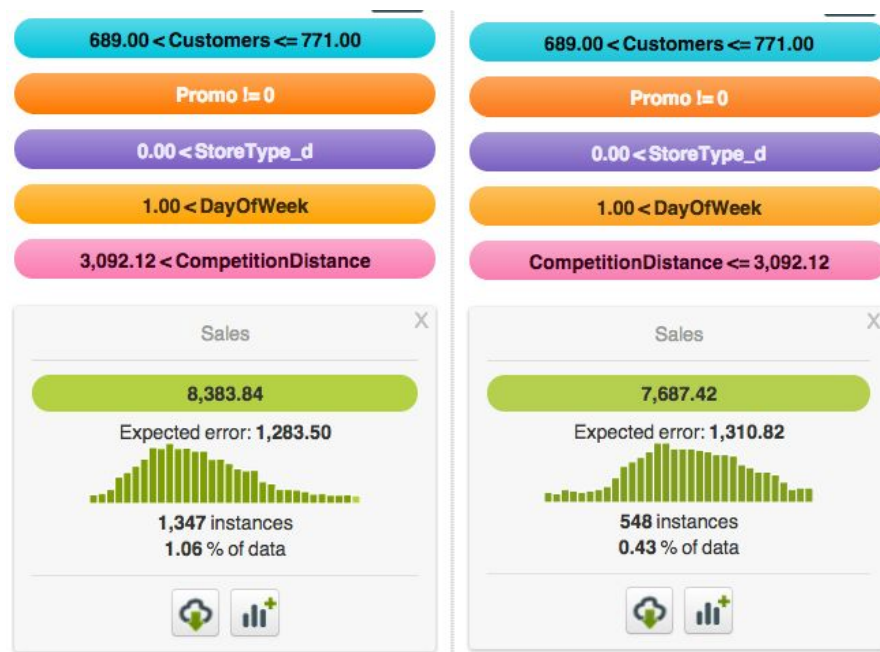 689.00 < Customers <= 771.00
Promo != 0
0.00 < StoreType_d
1.00 < DayOfWeek
3,092.12 < CompetitionDistance
X
Sales
8,383.84
Expected error: 1,283.50
1,347 instances
1.06 % of data
689.00 < Customers <= 771.00
Promo != 0
0.00 < StoreType_d
1.00 < DayOfWeek
CompetitionDistance <= 3,092.12
X
Sales
7,687.42
Expected error: 1,310.82
548 instances
0.43 % of data